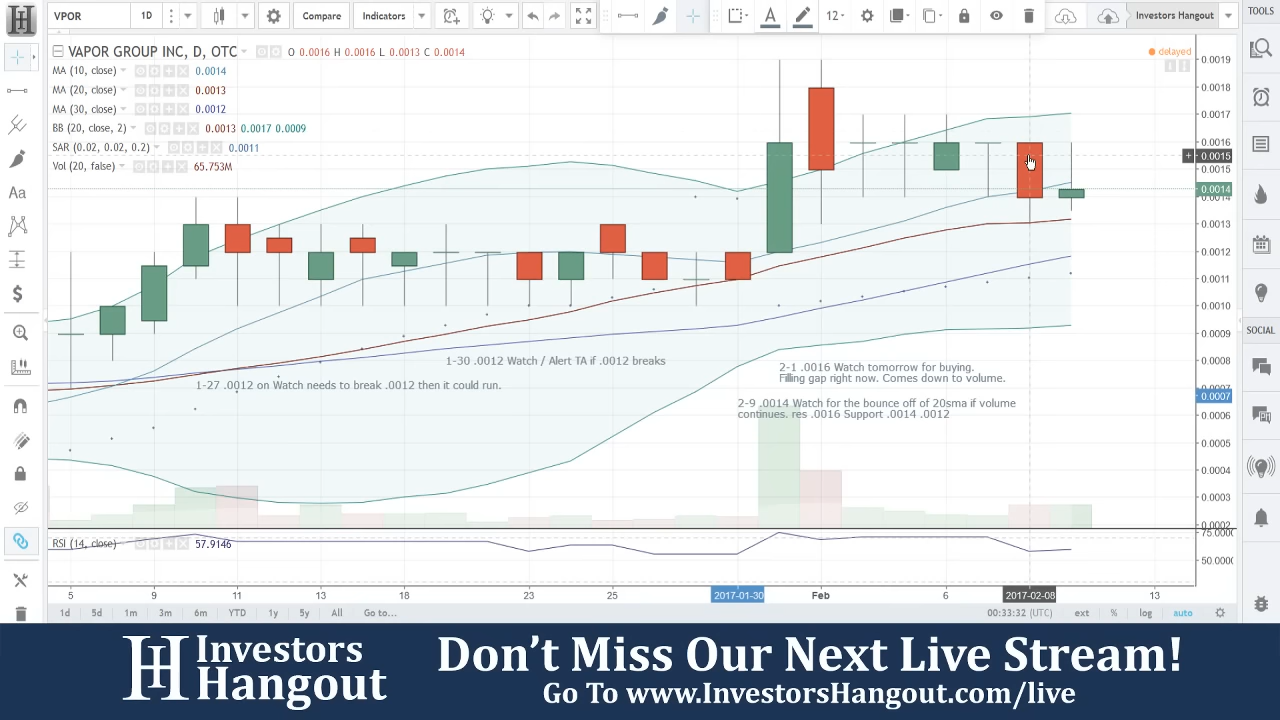 VPOR 1D Compare Indicators 12 Investors Hangout TOOLS
VAPOR GROUP INC, D, OTC O 0.0016 H 0.0016 L 0.0013 C 0.0014 delayed
MA (10, close) 0.0014
MA (20, close) 0.0013
MA (30, close) 0.0012
BB (20, close, 2) 0.0013 0.0017 0.0009
SAR (0.02, 0.02, 0.2) 0.0011
Vol (20, false) 65.753M
0.0019
0.0018
0.0017
0.0016
0.0015
0.0015
0.0014
0.0014
0.0013
0.0012
0.0011
0.0010
0.0009
0.0008
0.0007
0.0007
0.0006
0.0005
0.0004
0.0003
0.0002
Aa
$
SOCIAL
1-30 .0012 Watch / Alert TA if .0012 breaks
1-27 .0012 on Watch needs to break .0012 then it could run.
2-1 .0016 Watch tomorrow for buying.
Filling gap right now. Comes down to volume.
2-9 .0014 Watch for the bounce off of 20sma if volume
continues. res .0016 Support .0014 .0012
RSI (14, close) 57.9146
75.0000
50.0000
5 9 11 13 18 23 25 2017-01-30 Feb 6 2017-02-08 13
1d 5d 1m 3m 6m YTD 1y 5y All Go to... 00:33:32 (UTC) ext % log auto
H
Investors
Hangout
Don't Miss Our Next Live Stream!
Go To www.InvestorsHangout.com/live